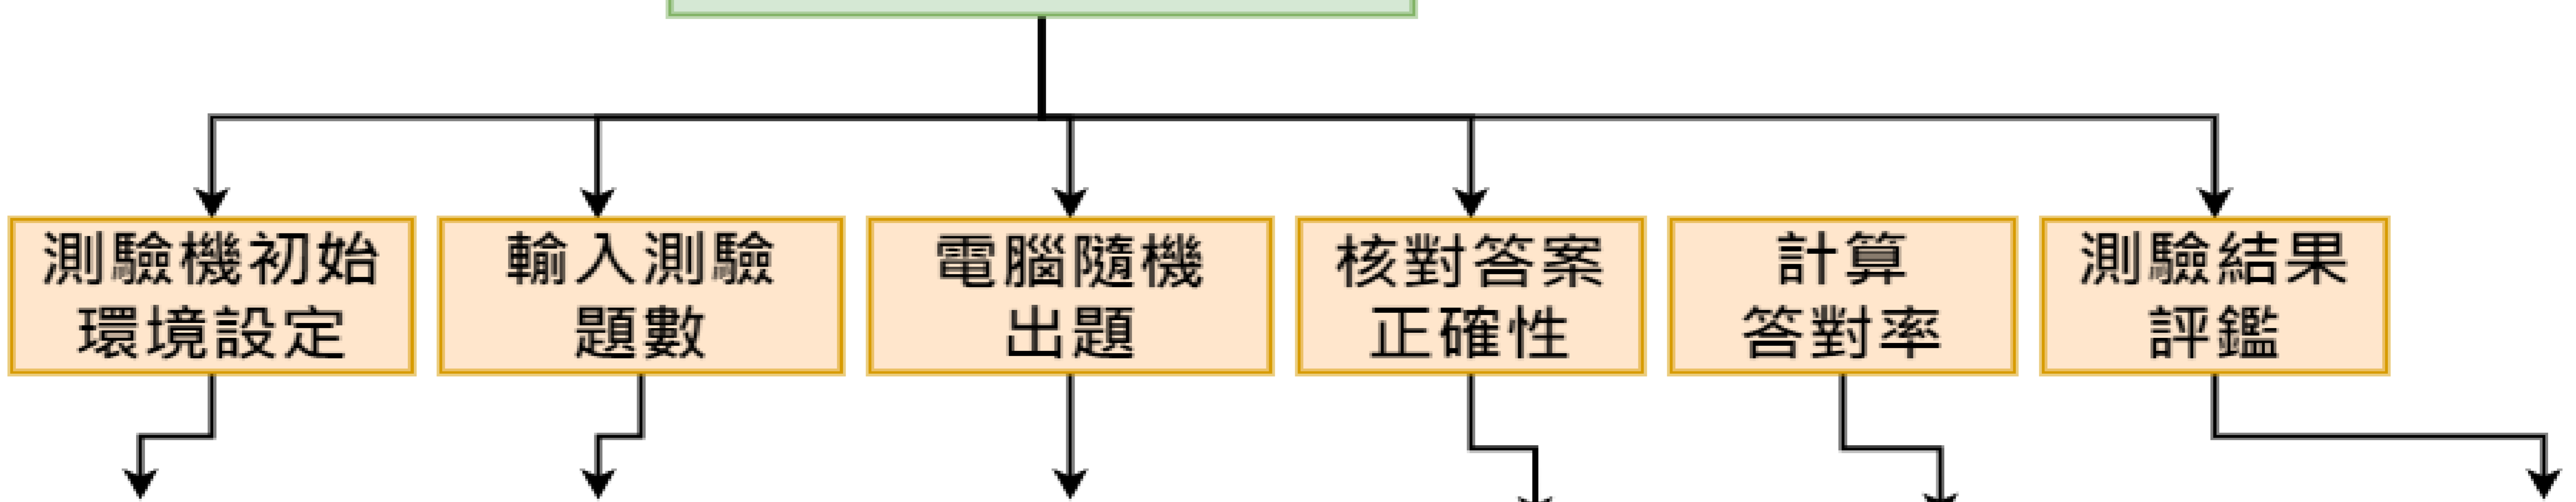 測驗機初始
環境設定
輸入測驗
題數
電腦隨機
出題
核對答案
正確性
計算
答對率
測驗結果
評鑑